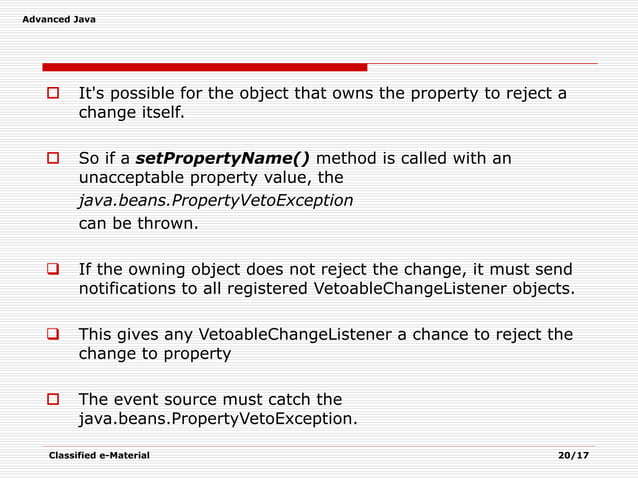 Advanced Java
It's possible for the object that owns the property to reject a
change itself.
So if a setPropertyName() method is called with an
unacceptable property value, the
java.beans.PropertyVetoException
can be thrown.
If the owning object does not reject the change, it must send
notifications to all registered VetoableChangeListener objects.
This gives any VetoableChangeListener a chance to reject the
change to property
The event source must catch the
java.beans.PropertyVetoException.
Classified e-Material 20/17